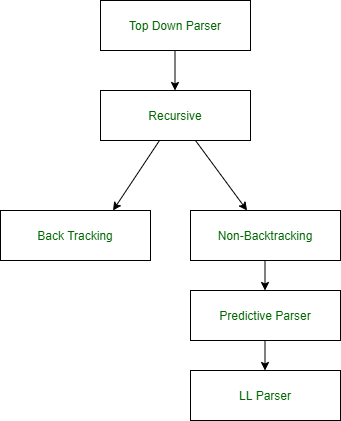 Top Down Parser
Recursive
Back Tracking
Non-Backtracking
Predictive Parser
LL Parser